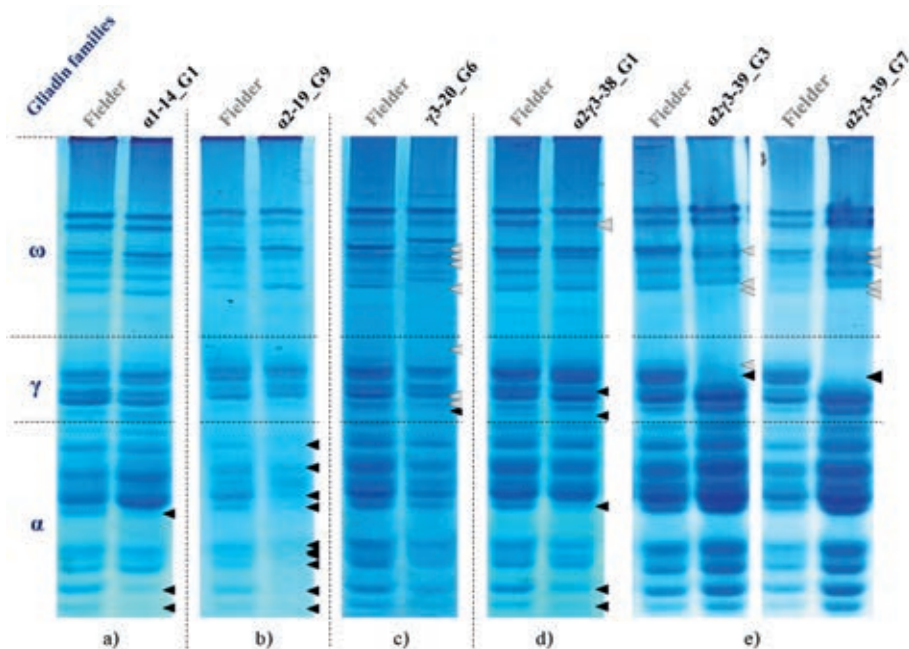 Gliadin families
Fielder
α1-14_G1
Fielder
α2-19_G9
Fielder
γ3-20_G6
Fielder
α2γ3-38_G1
Fielder
α2γ3-39_G3
Fielder
α2γ3-39_G7
ω
γ
α
a)
b)
c)
d)
e)